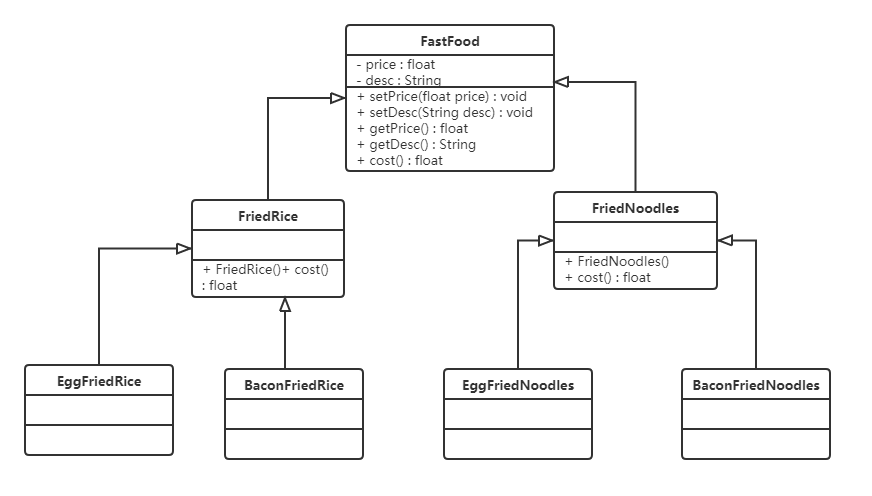 FastFood
- price : float
- desc : String
+ setPrice(float price) : void
+ setDesc(String desc) : void
+ getPrice() : float
+ getDesc() : String
+ cost() : float
FriedRice
+ FriedRice()+ cost()
: float
FriedNoodles
+ FriedNoodles()
+ cost() : float
EggFriedRice
BaconFriedRice
EggFriedNoodles
BaconFriedNoodles